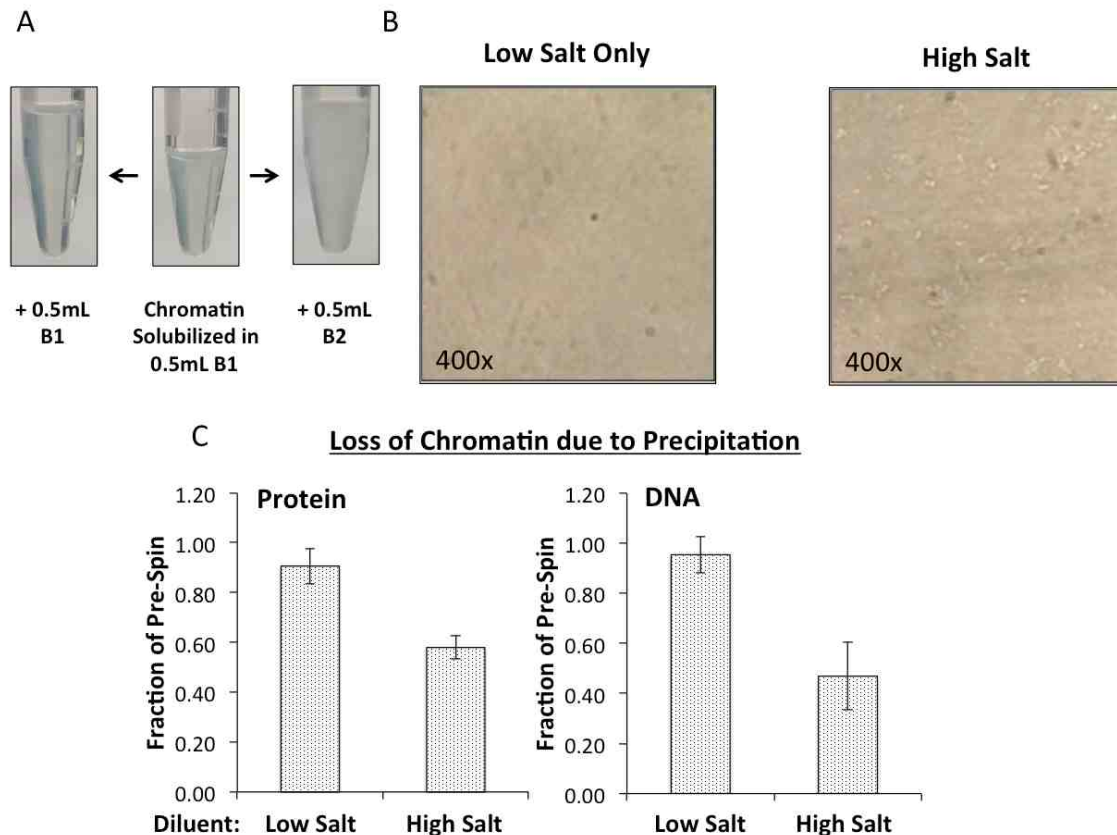 A
B
Low Salt Only
High Salt
+ 0.5mL
B1
Chromatin
Solubilized in
0.5mL B1
+ 0.5mL
B2
400x
400x
C
Loss of Chromatin due to Precipitation
Protein
Fraction of Pre-Spin
1.20
1.00
0.80
0.60
0.40
0.20
0.00
DNA
Fraction of Pre-Spin
1.20
1.00
0.80
0.60
0.40
0.20
0.00
Diluent: Low Salt High Salt Low Salt High Salt